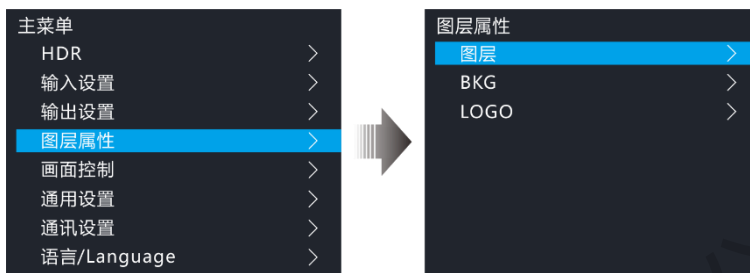 主菜单
HDR
输入设置
输出设置
图层属性
画面控制
通用设置
通讯设置
语言/Language
图层属性
图层
BKG
LOGO